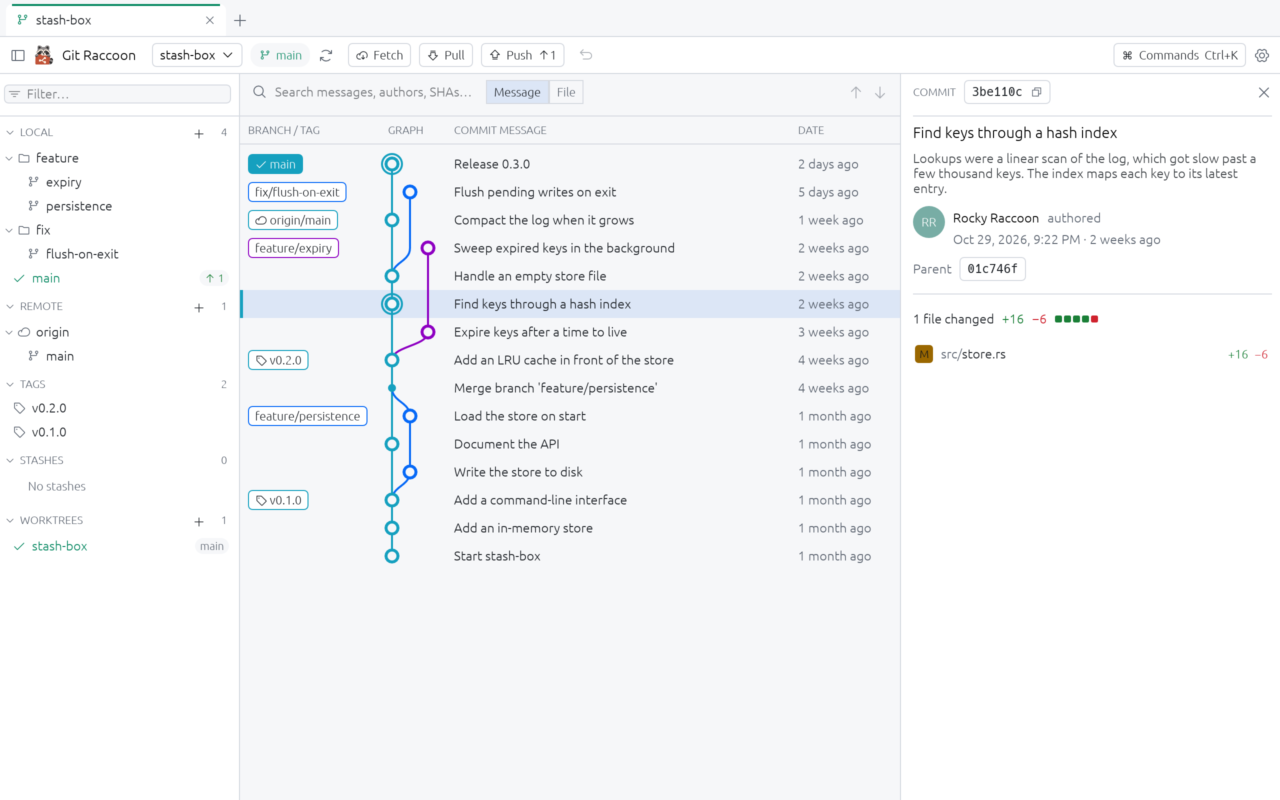 stash-box
Git Raccoon
stash-box
main
Fetch
Pull
Push ↑1
⌘ Commands Ctrl+K
Filter…
LOCAL 4
feature
expiry
persistence
fix
flush-on-exit
main ↑1
REMOTE 1
origin
main
TAGS 2
v0.2.0
v0.1.0
STASHES 0
No stashes
WORKTREES 1
stash-box main
Search messages, authors, SHAs…
Message File
BRANCH / TAG GRAPH COMMIT MESSAGE DATE
main Release 0.3.0 2 days ago
fix/flush-on-exit Flush pending writes on exit 5 days ago
origin/main Compact the log when it grows 1 week ago
feature/expiry Sweep expired keys in the background 2 weeks ago
Handle an empty store file 2 weeks ago
Find keys through a hash index 2 weeks ago
Expire keys after a time to live 3 weeks ago
v0.2.0 Add an LRU cache in front of the store 4 weeks ago
Merge branch 'feature/persistence' 4 weeks ago
feature/persistence Load the store on start 1 month ago
Document the API 1 month ago
Write the store to disk 1 month ago
v0.1.0 Add a command-line interface 1 month ago
Add an in-memory store 1 month ago
Start stash-box 1 month ago
COMMIT 3be110c
Find keys through a hash index
Lookups were a linear scan of the log, which got slow past a
few thousand keys. The index maps each key to its latest
entry.
RR
Rocky Raccoon authored
Oct 29, 2026, 9:22 PM · 2 weeks ago
Parent 01c746f
1 file changed +16 −6
M src/store.rs +16 −6